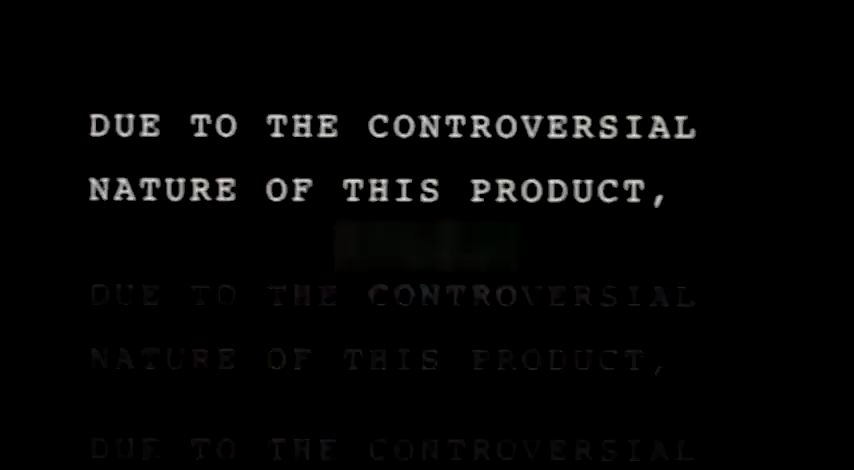 DUE TO THE CONTROVERSIAL
NATURE OF THIS PRODUCT,
DUE TO THE CONTROVERSIAL
NATURE OF THIS PRODUCT,
DUE TO THE CONTROVERSIAL